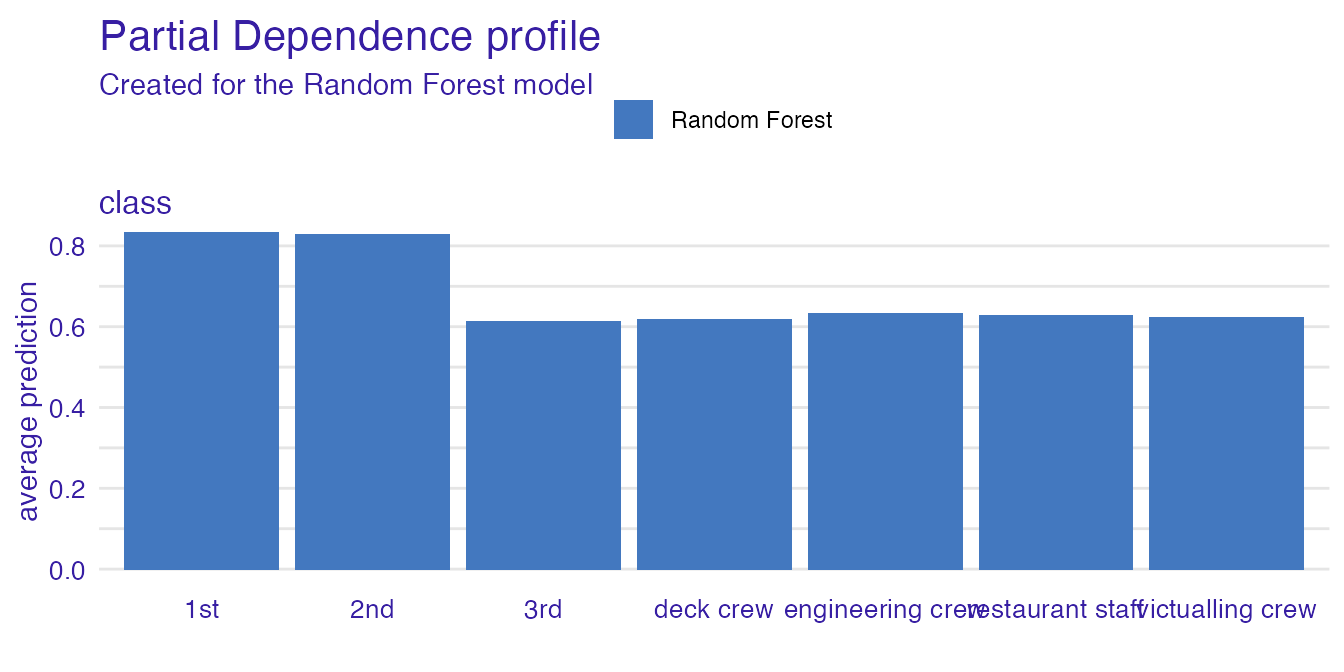 Partial Dependence profile
Created for the Random Forest model
Random Forest
class
average prediction
0.8
0.6
0.4
0.2
0.0
1st
2nd
3rd
deck crew
engineering crew
restaurant staff
victualling crew